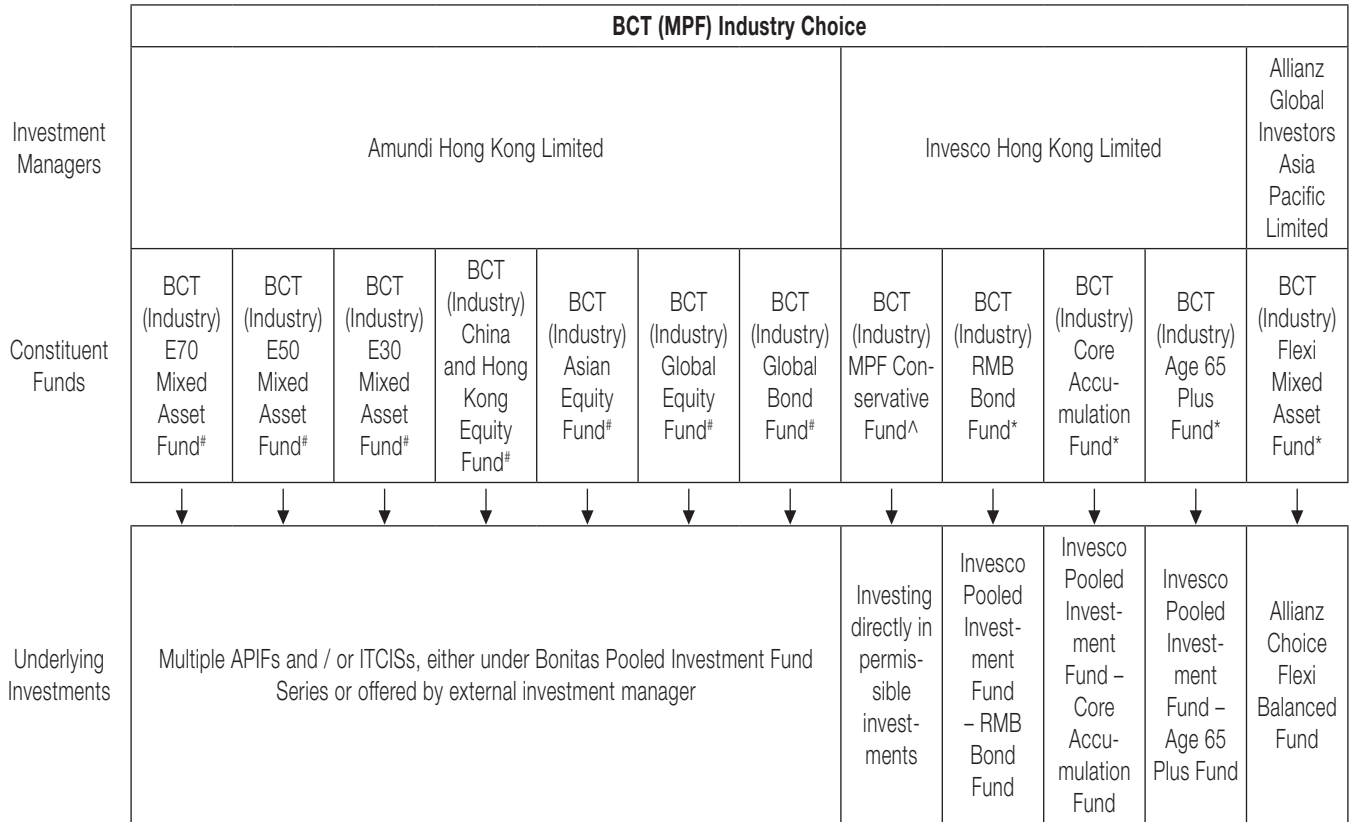 BCT (MPF) Industry Choice
Investment
Managers
Amundi Hong Kong Limited
Invesco Hong Kong Limited
Allianz
Global
Investors
Asia
Pacific
Limited
Constituent
Funds
BCT
(Industry)
E70
Mixed
Asset
Fund#
BCT
(Industry)
E50
Mixed
Asset
Fund#
BCT
(Industry)
E30
Mixed
Asset
Fund#
BCT
(Industry)
China
and Hong
Kong
Equity
Fund#
BCT
(Industry)
Asian
Equity
Fund#
BCT
(Industry)
Global
Equity
Fund#
BCT
(Industry)
Global
Bond
Fund#
BCT
(Industry)
MPF Con-
servative
Fund^
BCT
(Industry)
RMB
Bond
Fund*
BCT
(Industry)
Core
Accu-
mulation
Fund*
BCT
(Industry)
Age 65
Plus
Fund*
BCT
(Industry)
Flexi
Mixed
Asset
Fund*
Underlying
Investments
Multiple APIFs and / or ITCISs, either under Bonitas Pooled Investment Fund
Series or offered by external investment manager
Investing
directly in
permis-
sible
invest-
ments
Invesco
Pooled
Invest-
ment
Fund
– RMB
Bond
Fund
Invesco
Pooled
Invest-
ment
Fund –
Core
Accu-
mulation
Fund
Invesco
Pooled
Invest-
ment
Fund –
Age 65
Plus Fund
Allianz
Choice
Flexi
Balanced
Fund